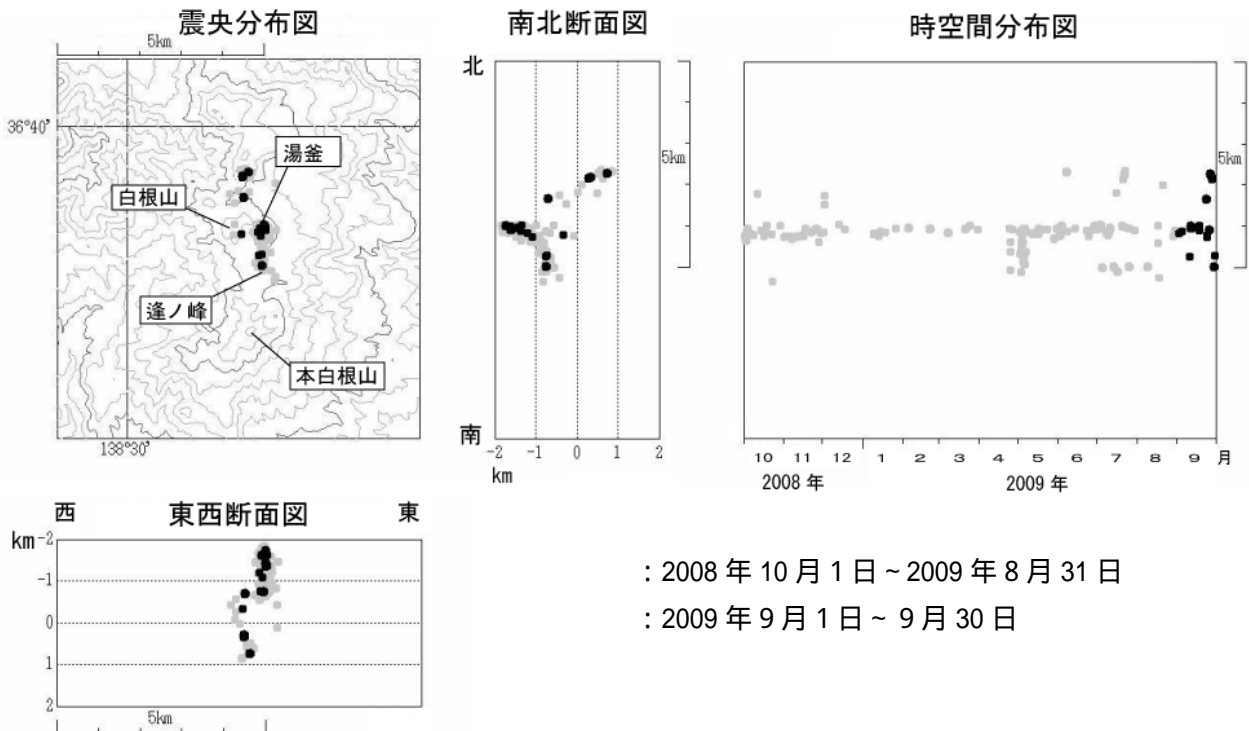 震央分布図
5km
36°40'
湯釜
白根山
逢ノ峰
本白根山
138°30'
南北断面図
北
南
-2 -1 0 1 2
km
5km
時空間分布図
5km
10 11 12 1 2 3 4 5 6 7 8 9 月
2008 年 2009 年
西 東西断面図 東
km -2
-1
0
1
2
5km
: 2008 年 10 月 1 日 ~ 2009 年 8 月 31 日
: 2009 年 9 月 1 日 ~ 9 月 30 日